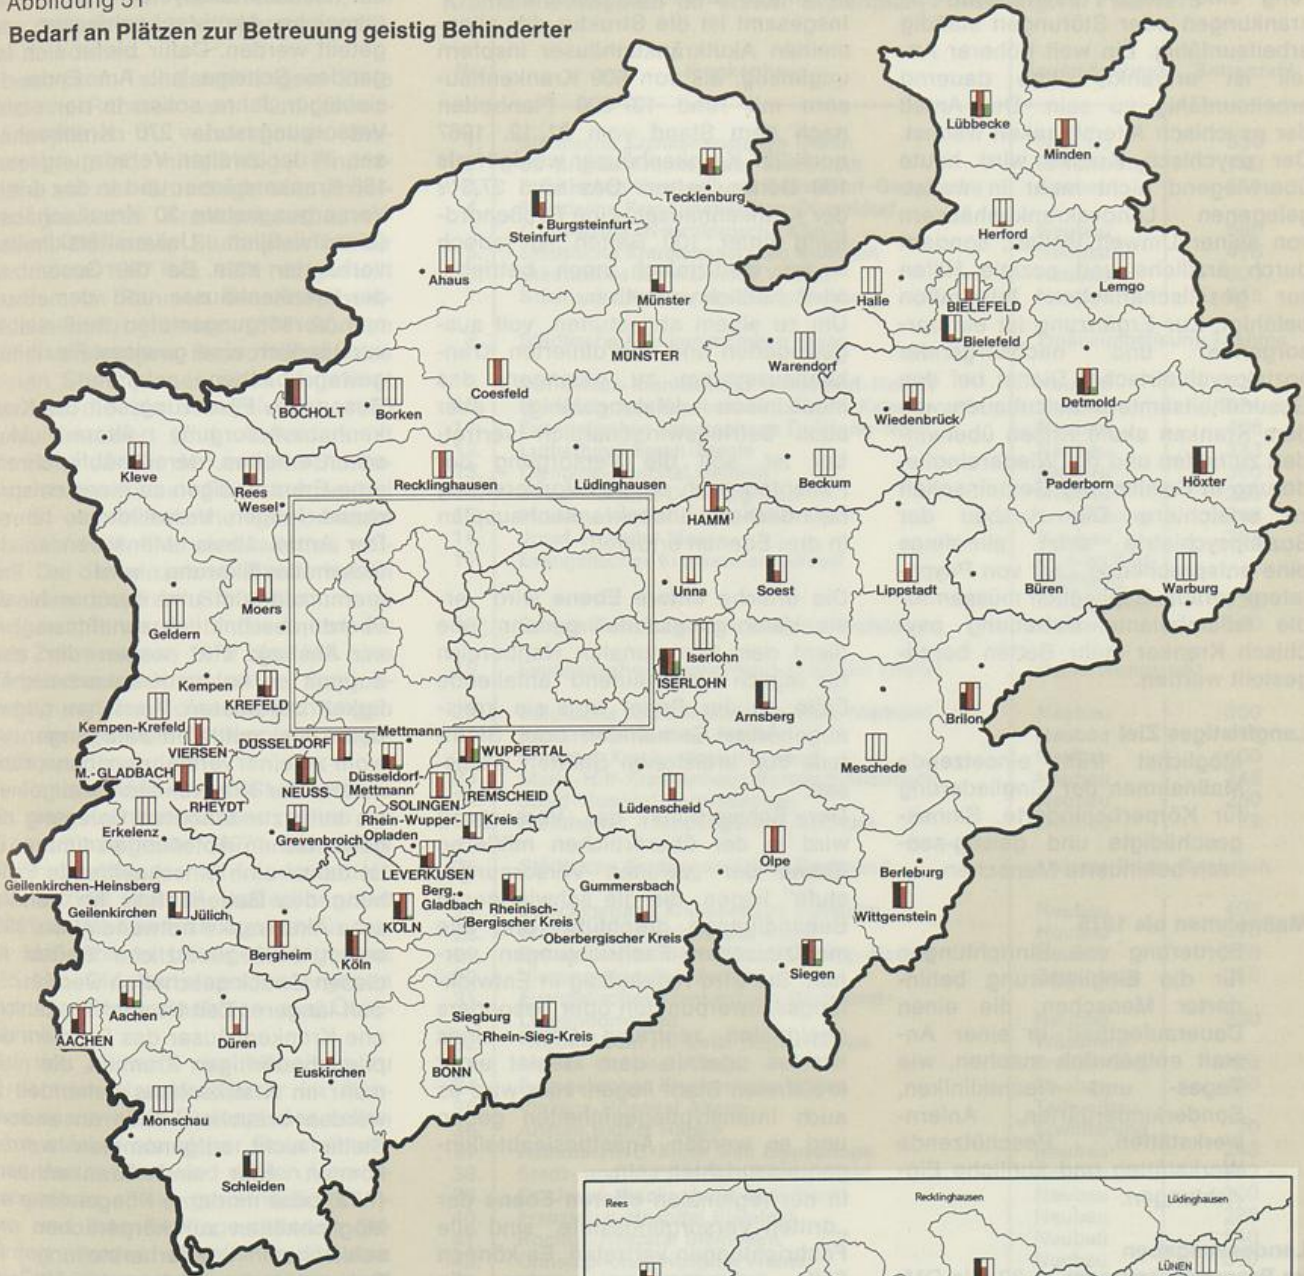 Abbildung 51
Bedarf an Plätzen zur Betreuung geistig Behinderter
Lübbecke
Minden
Tecklenburg
Burgsteinfurt
Steinfurt
Herford
Ahaus
Münster
Halle
BIELEFELD
Lemgo
MÜNSTER
Bielefeld
Warendorf
BOCHOLT
Borken
Coesfeld
Detmold
Wiedenbrück
Kleve
Rees
Wesel
Recklinghausen
Lüdinghausen
Beckum
Paderborn
Höxter
HAMM
Moers
Unna
Soest
Lippstadt
Büren
Warburg
Geldern
Iserlohn
ISERLOHN
Kempen
KREFELD
Arnsberg
Brilon
Kempen-Krefeld
VIERSEN
DÜSSELDORF
Mettmann
WUPPERTAL
Meschede
M.-GLADBACH
RHEYDT
NEUSS
Düsseldorf-
Mettmann
REMSCHEID
SOLINGEN
Lüdenscheid
Erkelenz
Grevenbroich
Rhein-Wupper-
Kreis
Opladen
Olpe
Geilenkirchen-Heinsberg
LEVERKUSEN
Berleburg
Geilenkirchen
Jülich
KÖLN
Berg.
Gladbach
Rheinisch-
Bergischer Kreis
Gummersbach
Wittgenstein
Oberbergischer Kreis
Bergheim
Köln
Siegen
Aachen
AACHEN
Düren
Siegburg
Rhein-Sieg-Kreis
Euskirchen
BONN
Monschau
Schleiden
Rees
Recklinghausen
Lüdinghausen
LÜNEN